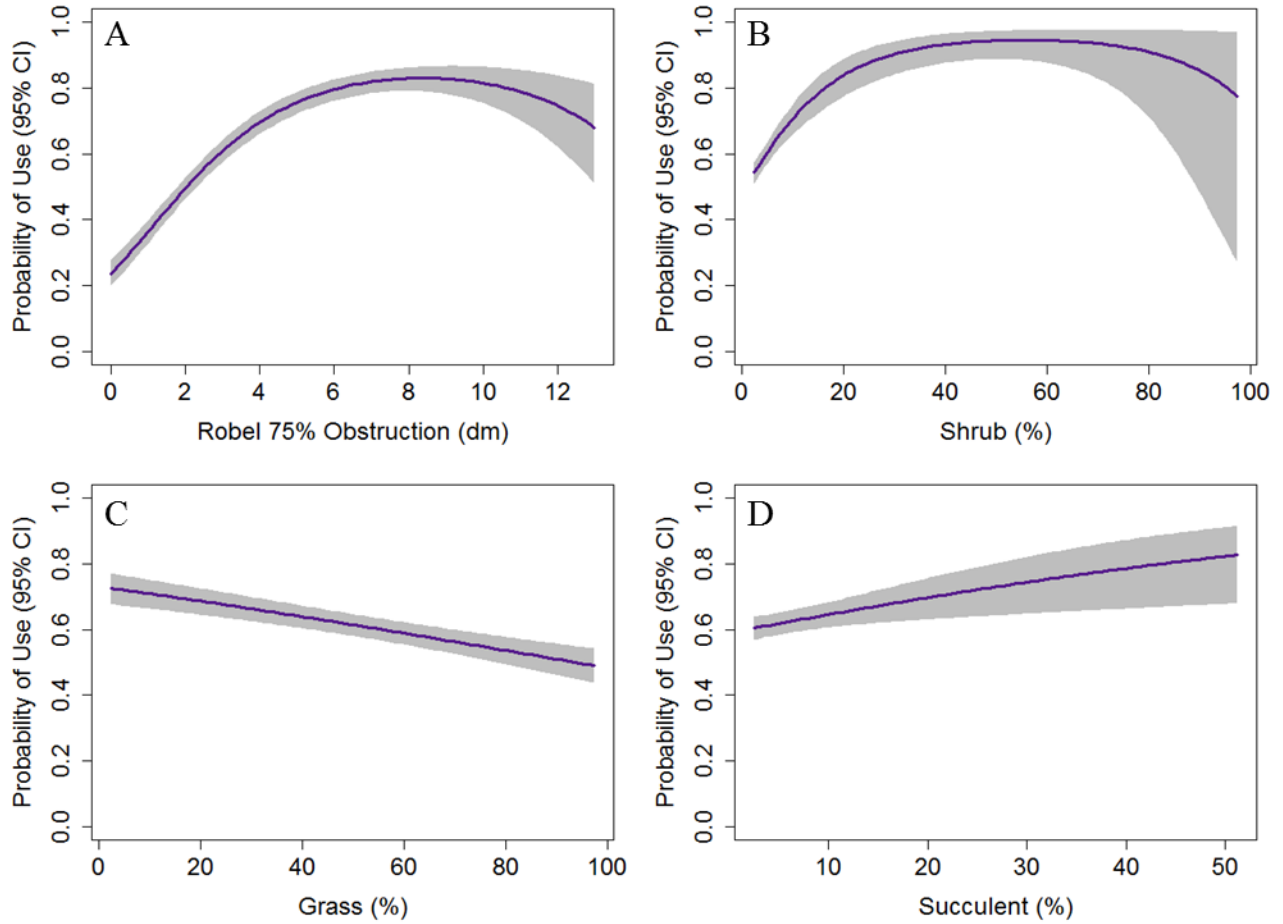 A
Probability of Use (95% CI)
0.0 0.2 0.4 0.6 0.8 1.0
0 2 4 6 8 10 12
Robel 75% Obstruction (dm)
B
Probability of Use (95% CI)
0.0 0.2 0.4 0.6 0.8 1.0
0 20 40 60 80 100
Shrub (%)
C
Probability of Use (95% CI)
0.0 0.2 0.4 0.6 0.8 1.0
0 20 40 60 80 100
Grass (%)
D
Probability of Use (95% CI)
0.0 0.2 0.4 0.6 0.8 1.0
10 20 30 40 50
Succulent (%)